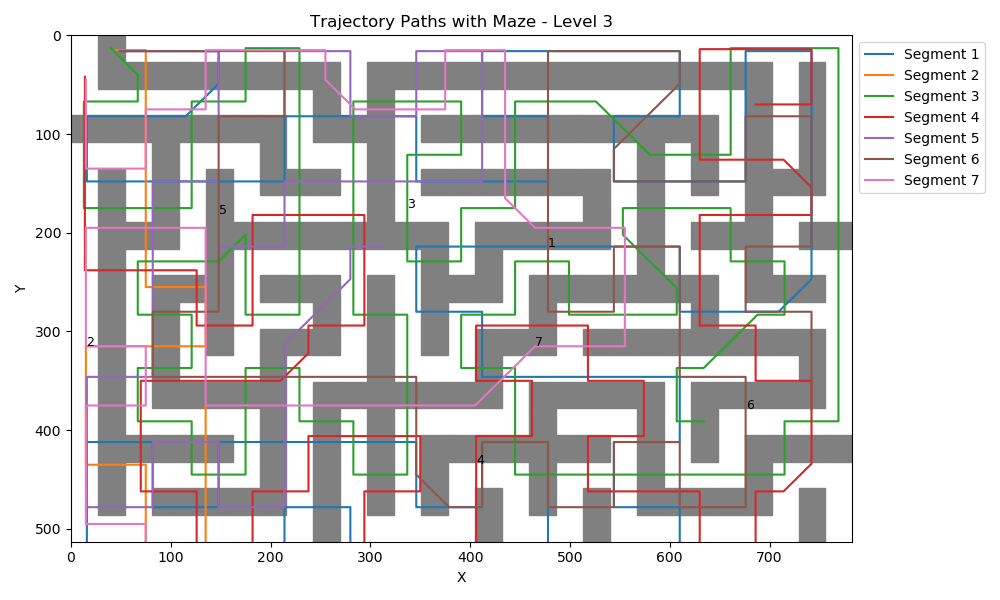 Trajectory Paths with Maze - Level 3
0
100
200
300
400
500
Y
0
100
200
300
400
500
600
700
X
1
2
3
4
5
6
7
Segment 1
Segment 2
Segment 3
Segment 4
Segment 5
Segment 6
Segment 7